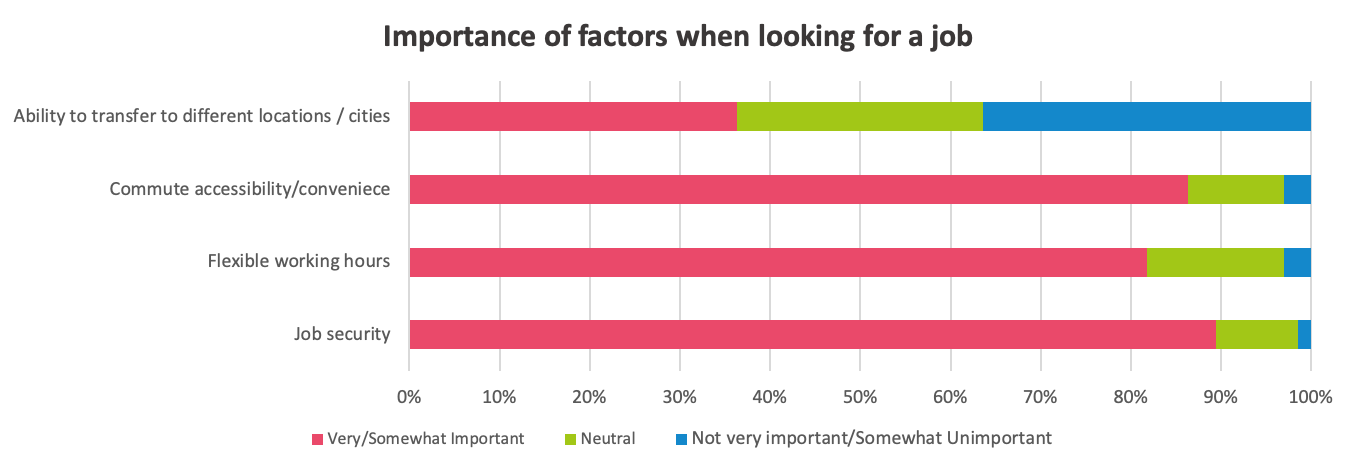 Importance of factors when looking for a job
Ability to transfer to different locations / cities
Commute accessibility/conveniece
Flexible working hours
Job security
0% 10% 20% 30% 40% 50% 60% 70% 80% 90% 100%
Very/Somewhat Important Neutral Not very important/Somewhat Unimportant